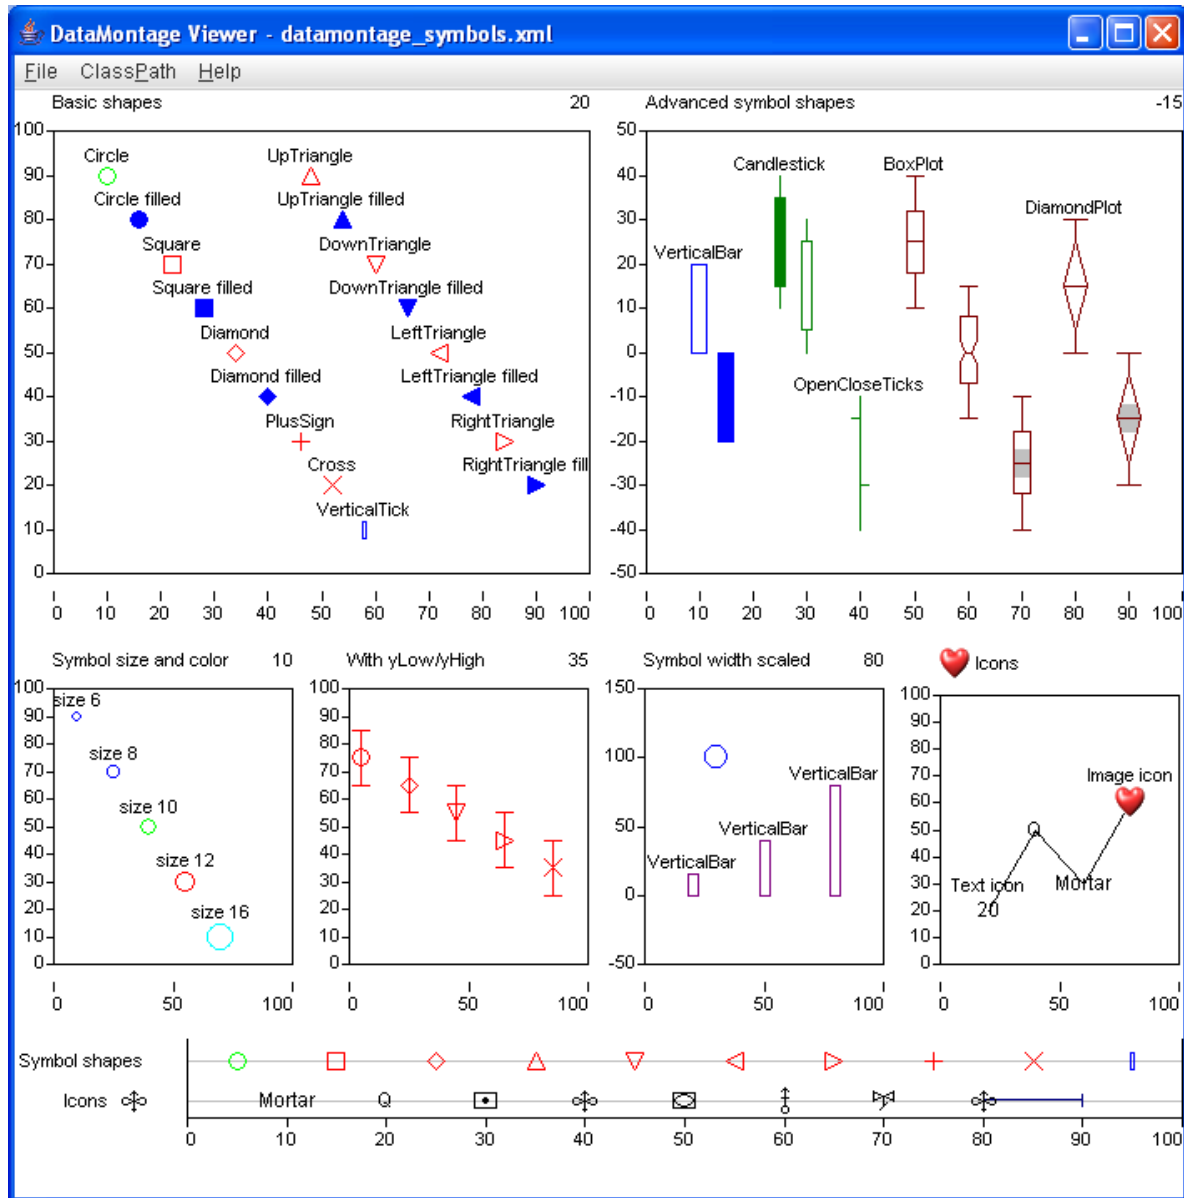 DataMontage Viewer - datamontage_symbols.xml
File ClassPath Help
Basic shapes 20
100
90
80
70
60
50
40
30
20
10
0
Circle
UpTriangle
Circle filled
UpTriangle filled
Square
DownTriangle
Square filled
DownTriangle filled
Diamond
LeftTriangle
Diamond filled
LeftTriangle filled
PlusSign
RightTriangle
Cross
RightTriangle fill
VerticalTick
0 10 20 30 40 50 60 70 80 90 100
Advanced symbol shapes -15
50
40
30
20
10
0
-10
-20
-30
-40
-50
Candlestick
BoxPlot
DiamondPlot
VerticalBar
OpenCloseTicks
0 10 20 30 40 50 60 70 80 90 100
Symbol size and color 10
100
90
80
70
60
50
40
30
20
10
0
size 6
size 8
size 10
size 12
size 16
0 50 100
With yLow/yHigh 35
100
90
80
70
60
50
40
30
20
10
0
0 50 100
Symbol width scaled 80
150
100
50
0
-50
VerticalBar
VerticalBar
VerticalBar
0 50 100
Icons
100
90
80
70
60
50
40
30
20
10
0
Image icon
Q
Text icon
Mortar
20
0 50 100
Symbol shapes
Icons Mortar Q
0 10 20 30 40 50 60 70 80 90 100